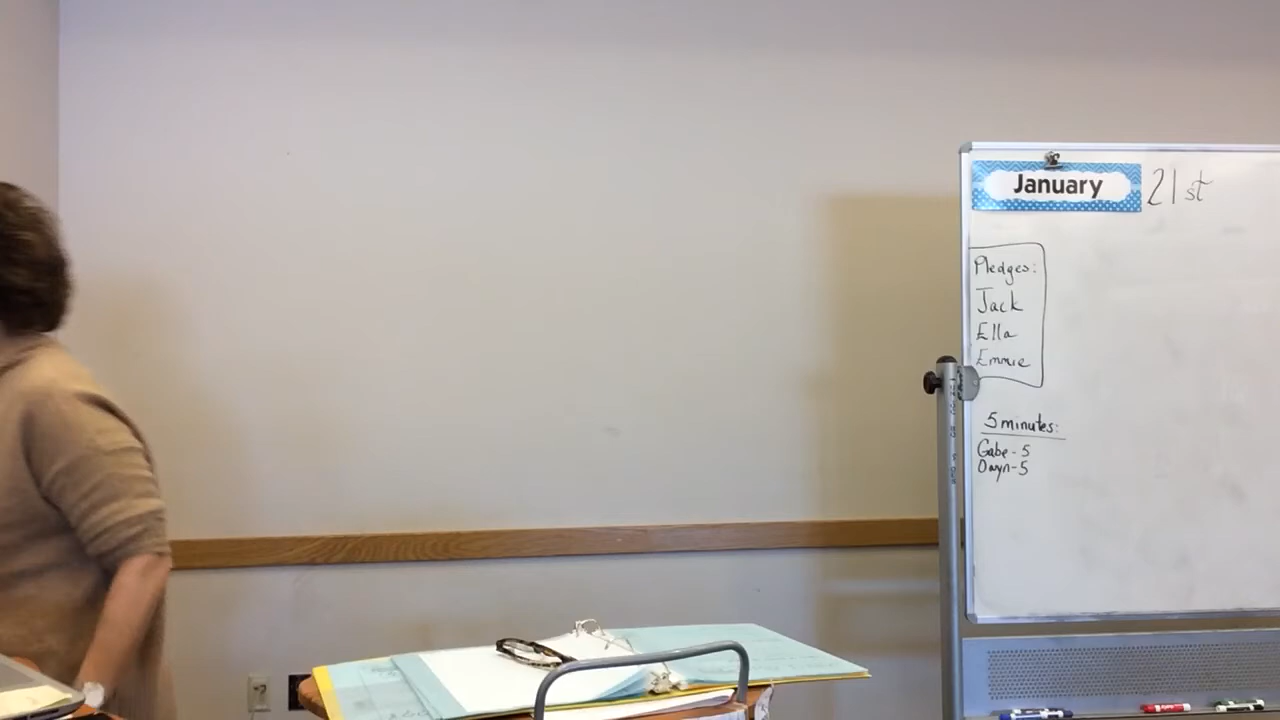 January 21st
Pledges:
Jack
Ella
Emmie
5 minutes:
Gabe - 5
Dayn - 5